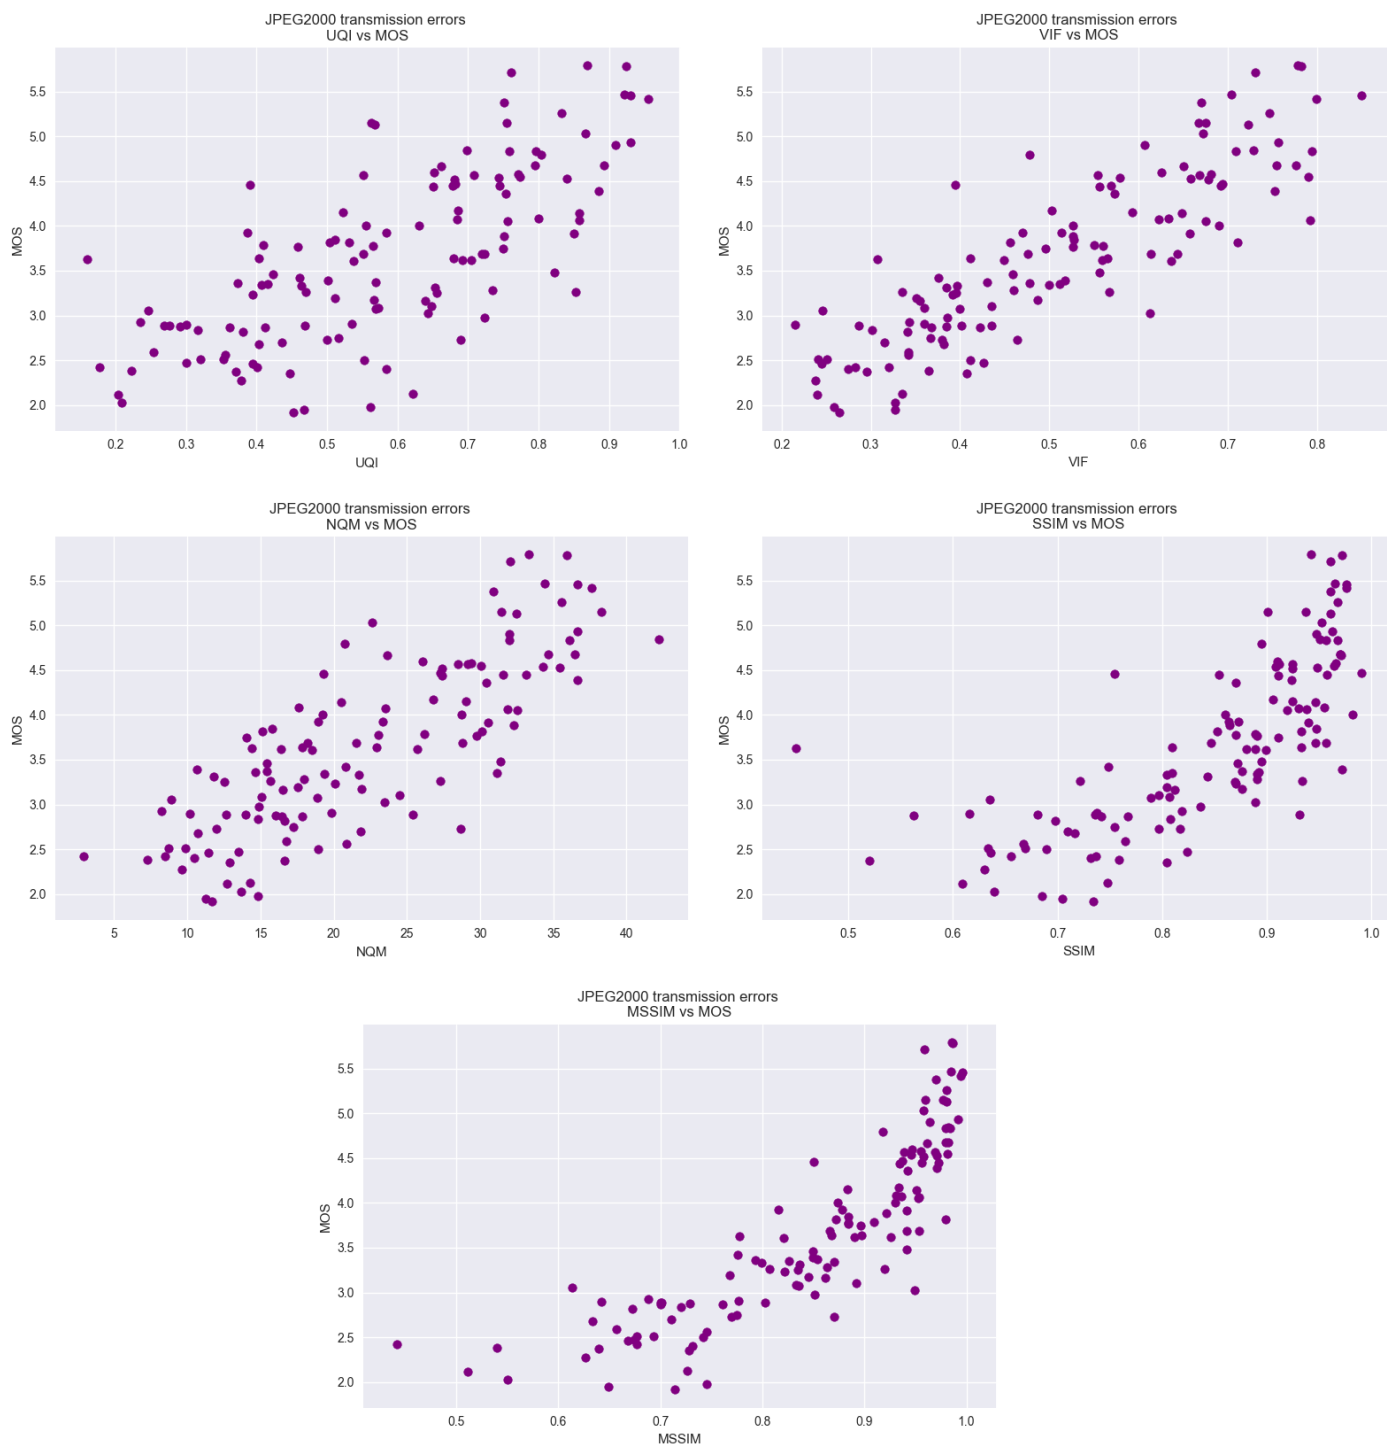 JPEG2000 transmission errors
UQI vs MOS
5.5
5.0
4.5
4.0
3.5
3.0
2.5
2.0
MOS
0.2 0.3 0.4 0.5 0.6 0.7 0.8 0.9 1.0
UQI
JPEG2000 transmission errors
VIF vs MOS
5.5
5.0
4.5
4.0
3.5
3.0
2.5
2.0
MOS
0.2 0.3 0.4 0.5 0.6 0.7 0.8
VIF
JPEG2000 transmission errors
NQM vs MOS
5.5
5.0
4.5
4.0
3.5
3.0
2.5
2.0
MOS
5 10 15 20 25 30 35 40
NQM
JPEG2000 transmission errors
SSIM vs MOS
5.5
5.0
4.5
4.0
3.5
3.0
2.5
2.0
MOS
0.5 0.6 0.7 0.8 0.9 1.0
SSIM
JPEG2000 transmission errors
MSSIM vs MOS
5.5
5.0
4.5
4.0
3.5
3.0
2.5
2.0
MOS
0.5 0.6 0.7 0.8 0.9 1.0
MSSIM